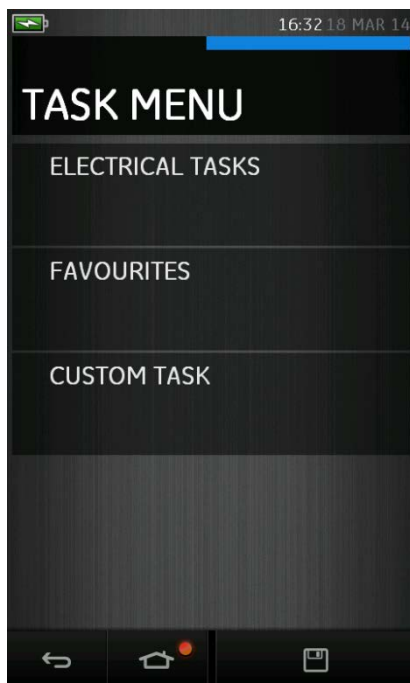 16:32 18 MAR 14
TASK MENU
ELECTRICAL TASKS
FAVOURITES
CUSTOM TASK